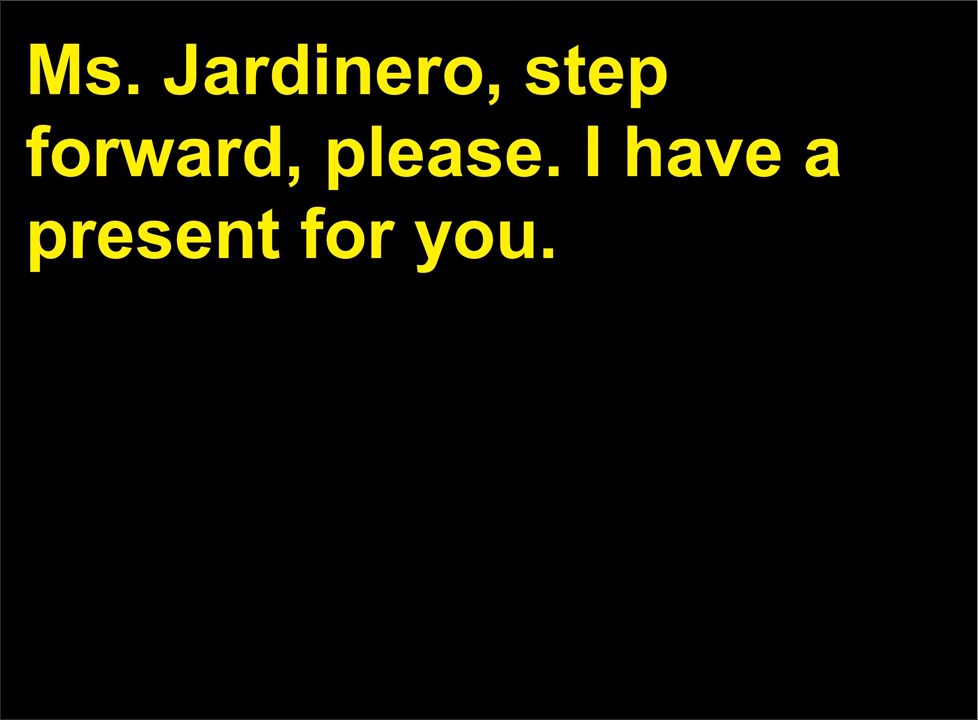 Ms. Jardinero, step
forward, please. I have a
present for you.